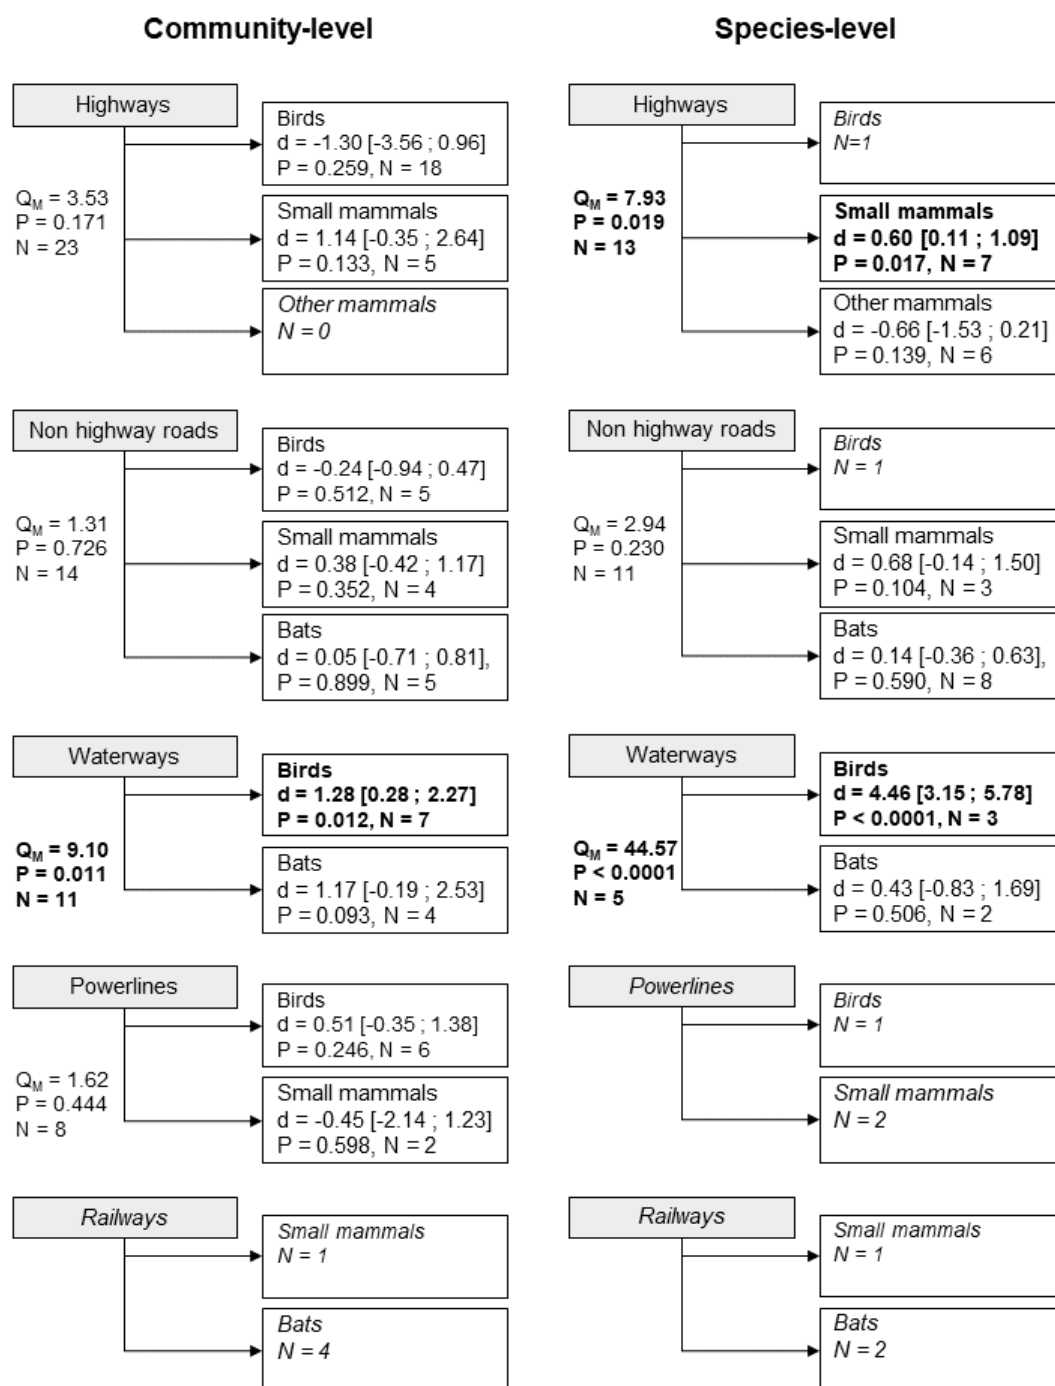 Community-level
Highways
Birds
d = -1.30 [-3.56 ; 0.96]
P = 0.259, N = 18
Q_M = 3.53
P = 0.171
N = 23
Small mammals
d = 1.14 [-0.35 ; 2.64]
P = 0.133, N = 5
Other mammals
N = 0
Non highway roads
Birds
d = -0.24 [-0.94 ; 0.47]
P = 0.512, N = 5
Q_M = 1.31
P = 0.726
N = 14
Small mammals
d = 0.38 [-0.42 ; 1.17]
P = 0.352, N = 4
Bats
d = 0.05 [-0.71 ; 0.81],
P = 0.899, N = 5
Waterways
Birds
d = 1.28 [0.28 ; 2.27]
P = 0.012, N = 7
Q_M = 9.10
P = 0.011
N = 11
Bats
d = 1.17 [-0.19 ; 2.53]
P = 0.093, N = 4
Powerlines
Birds
d = 0.51 [-0.35 ; 1.38]
P = 0.246, N = 6
Q_M = 1.62
P = 0.444
N = 8
Small mammals
d = -0.45 [-2.14 ; 1.23]
P = 0.598, N = 2
Railways
Small mammals
N = 1
Bats
N = 4
Species-level
Highways
Birds
N=1
Q_M = 7.93
P = 0.019
N = 13
Small mammals
d = 0.60 [0.11 ; 1.09]
P = 0.017, N = 7
Other mammals
d = -0.66 [-1.53 ; 0.21]
P = 0.139, N = 6
Non highway roads
Birds
N = 1
Q_M = 2.94
P = 0.230
N = 11
Small mammals
d = 0.68 [-0.14 ; 1.50]
P = 0.104, N = 3
Bats
d = 0.14 [-0.36 ; 0.63],
P = 0.590, N = 8
Waterways
Birds
d = 4.46 [3.15 ; 5.78]
P < 0.0001, N = 3
Q_M = 44.57
P < 0.0001
N = 5
Bats
d = 0.43 [-0.83 ; 1.69]
P = 0.506, N = 2
Powerlines
Birds
N = 1
Small mammals
N = 2
Railways
Small mammals
N = 1
Bats
N = 2